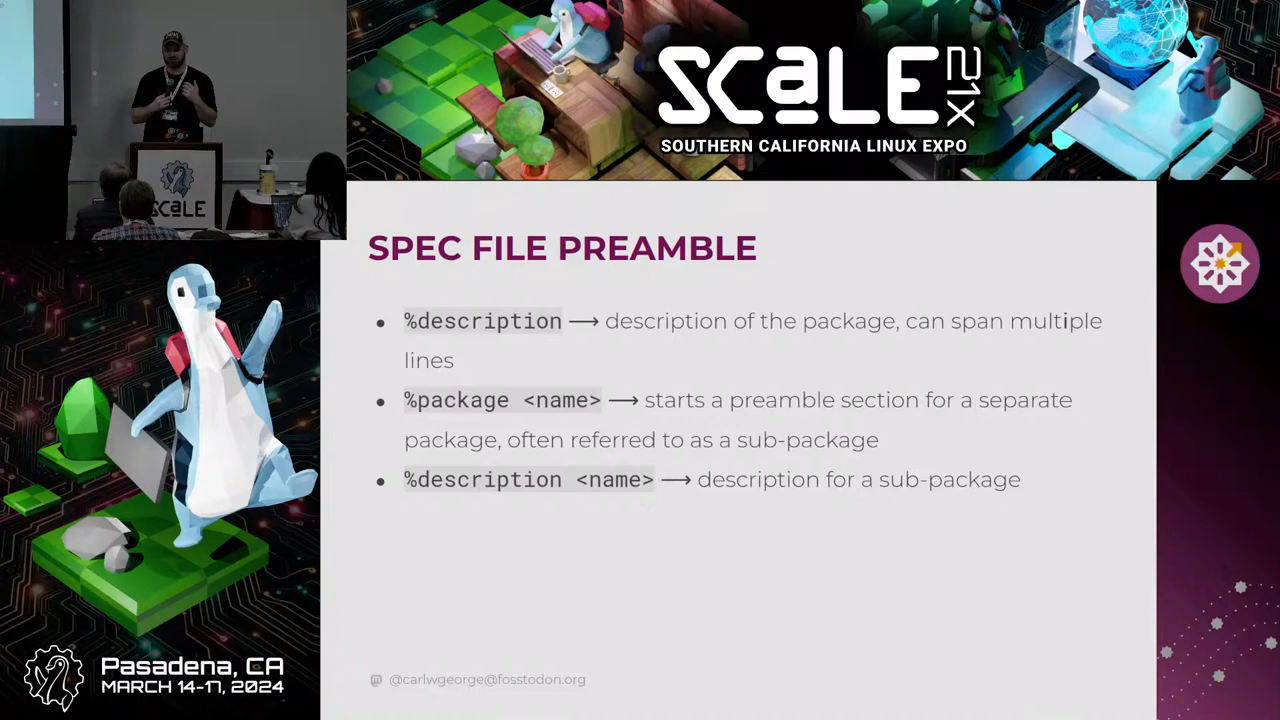 SCALE 21X
SOUTHERN CALIFORNIA LINUX EXPO
SCALE
SPEC FILE PREAMBLE
● %description ⟶ description of the package, can span multiple
lines
● %package <name> ⟶ starts a preamble section for a separate
package, often referred to as a sub-package
● %description <name> ⟶ description for a sub-package
@carlwgeorge@fosstodon.org
Pasadena, CA
MARCH 14-17, 2024